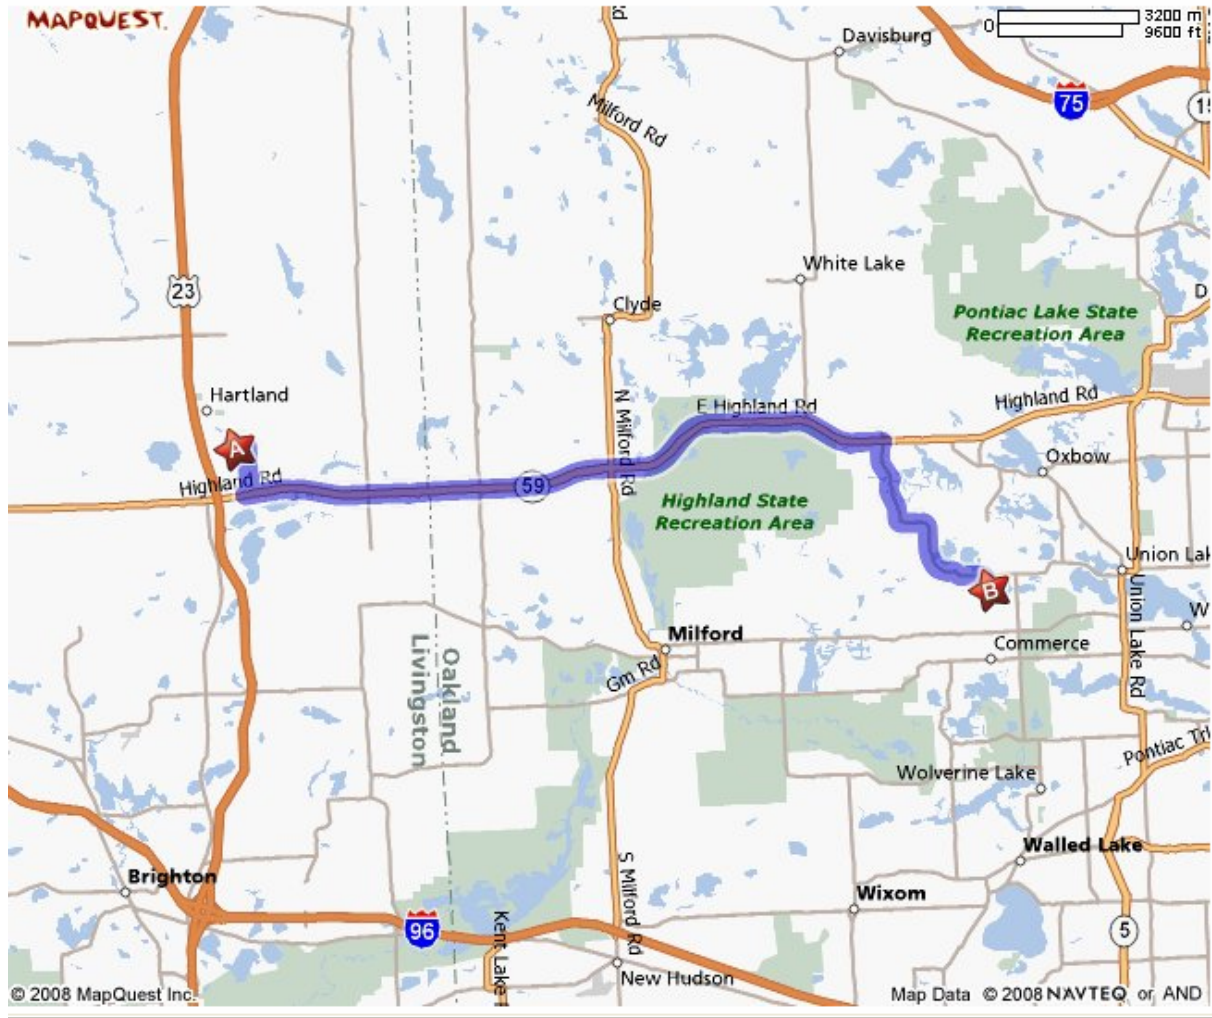 MAPQUEST.
0
3200 m
9600 ft
Davisburg
75
Milford Rd
White Lake
23
Clyde
Pontiac Lake State
Recreation Area
Hartland
N Milford Rd
E Highland Rd
Highland Rd
A
Oxbow
Highland Rd
59
Highland State
Recreation Area
Union Lak
B
Milford
Commerce
Union Lake Rd
W
Gm Rd
Oakland
Livingston
Pontiac Trl
Wolverine Lake
Walled Lake
Brighton
S Milford Rd
Wixom
96
Kent Lake
5
New Hudson
© 2008 MapQuest Inc.
Map Data © 2008 NAVTEQ or AND